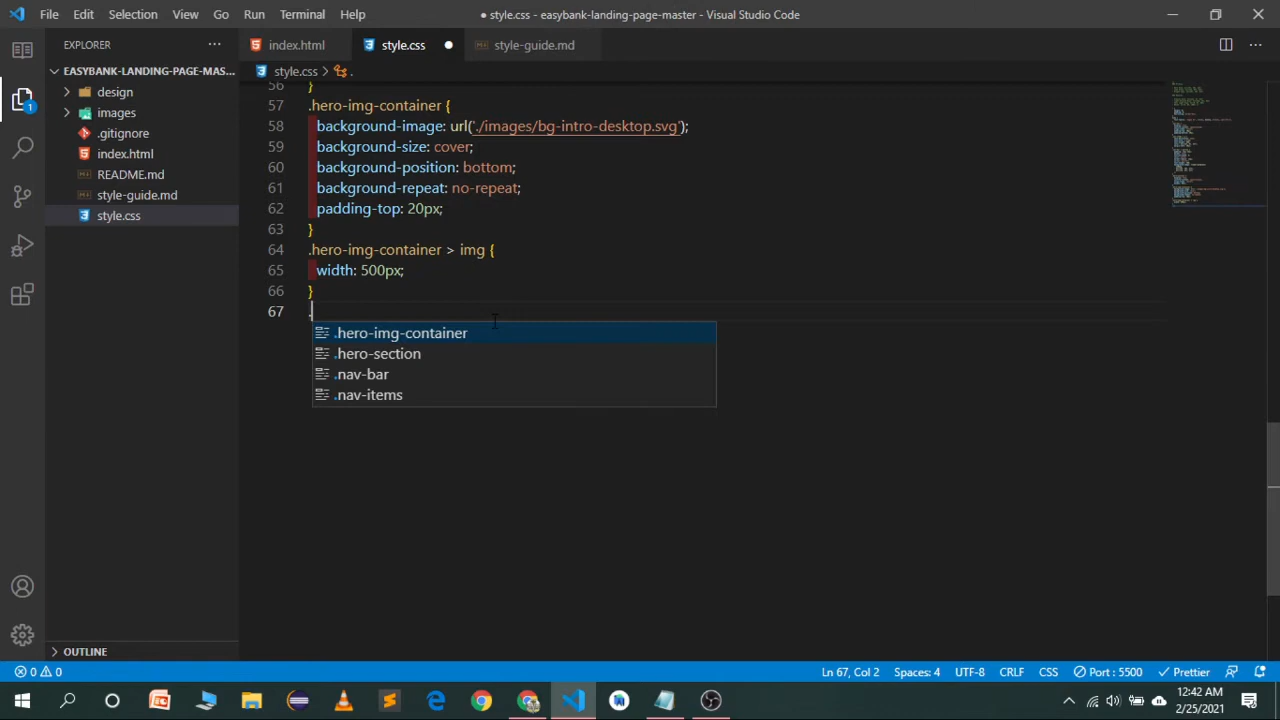 File Edit Selection View Go Run Terminal Help
● style.css - easybank-landing-page-master - Visual Studio Code
EXPLORER
index.html
style.css
style-guide.md
EASYBANK-LANDING-PAGE-MAS...
style.css > .
design
images
.gitignore
index.html
README.md
style-guide.md
style.css
56 }
57 .hero-img-container {
58 background-image: url('./images/bg-intro-desktop.svg');
59 background-size: cover;
60 background-position: bottom;
61 background-repeat: no-repeat;
62 padding-top: 20px;
63 }
64 .hero-img-container > img {
65 width: 500px;
66 }
67 .
.hero-img-container
.hero-section
.nav-bar
.nav-items
1
OUTLINE
0 0
Ln 67, Col 2 Spaces: 4 UTF-8 CRLF CSS Port : 5500 Prettier
12:42 AM
2/25/2021